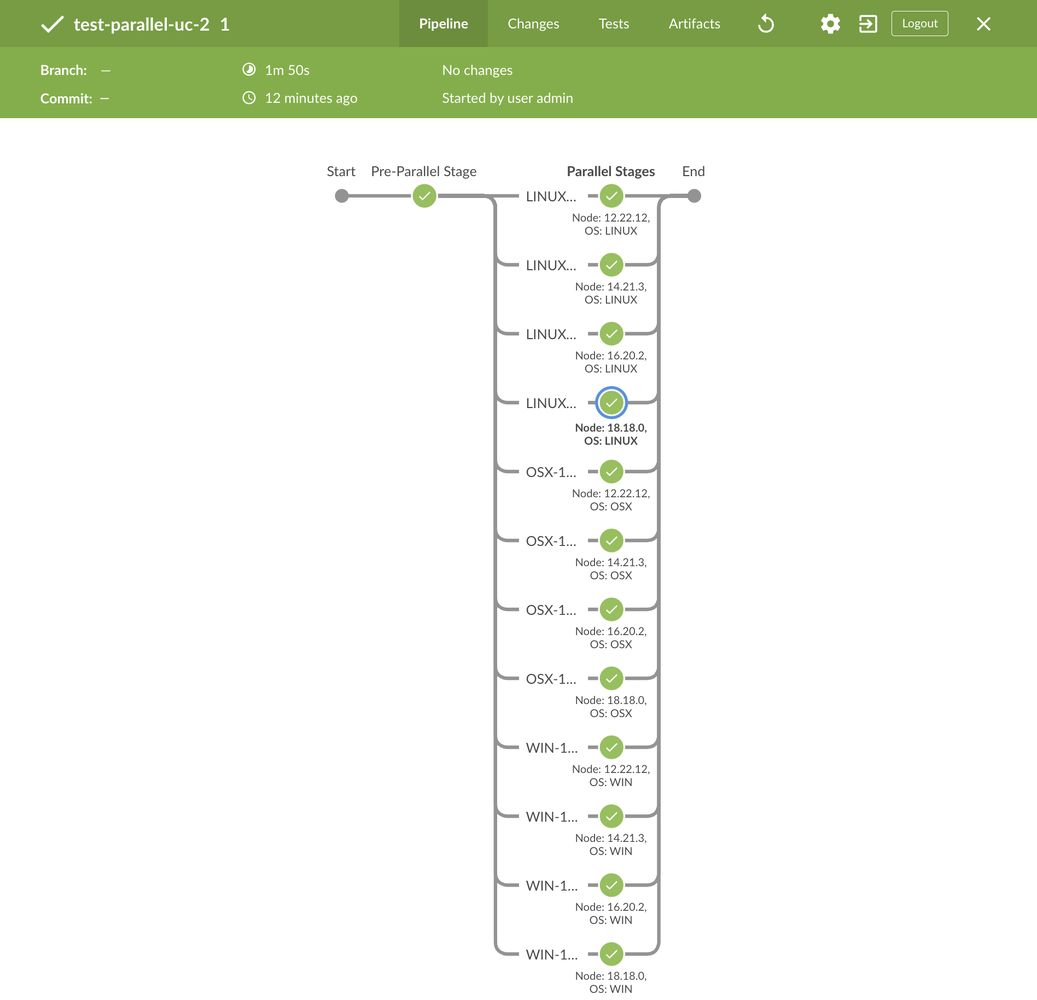 test-parallel-uc-2 1
Pipeline
Changes
Tests
Artifacts
Logout
Branch: —
1m 50s
No changes
Commit: —
12 minutes ago
Started by user admin
Start
Pre-Parallel Stage
Parallel Stages
End
LINUX...
Node: 12.22.12,
OS: LINUX
LINUX...
Node: 14.21.3,
OS: LINUX
LINUX...
Node: 16.20.2,
OS: LINUX
LINUX...
Node: 18.18.0,
OS: LINUX
OSX-1...
Node: 12.22.12,
OS: OSX
OSX-1...
Node: 14.21.3,
OS: OSX
OSX-1...
Node: 16.20.2,
OS: OSX
OSX-1...
Node: 18.18.0,
OS: OSX
WIN-1...
Node: 12.22.12,
OS: WIN
WIN-1...
Node: 14.21.3,
OS: WIN
WIN-1...
Node: 16.20.2,
OS: WIN
WIN-1...
Node: 18.18.0,
OS: WIN